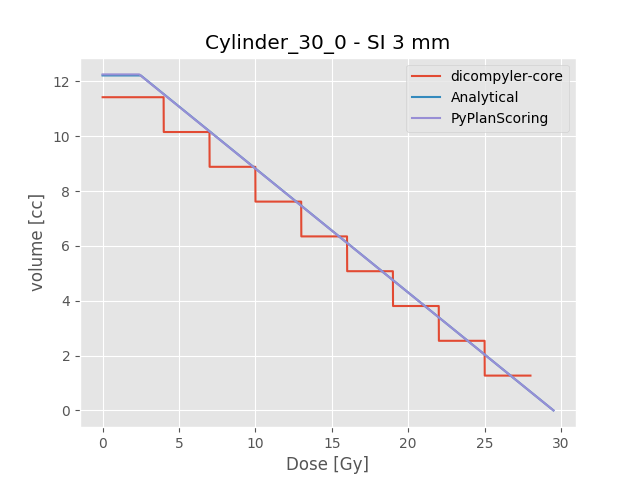 Cylinder_30_0 - SI 3 mm
dicompyler-core
Analytical
PyPlanScoring
volume [cc]
12
10
8
6
4
2
0
0 5 10 15 20 25 30
Dose [Gy]